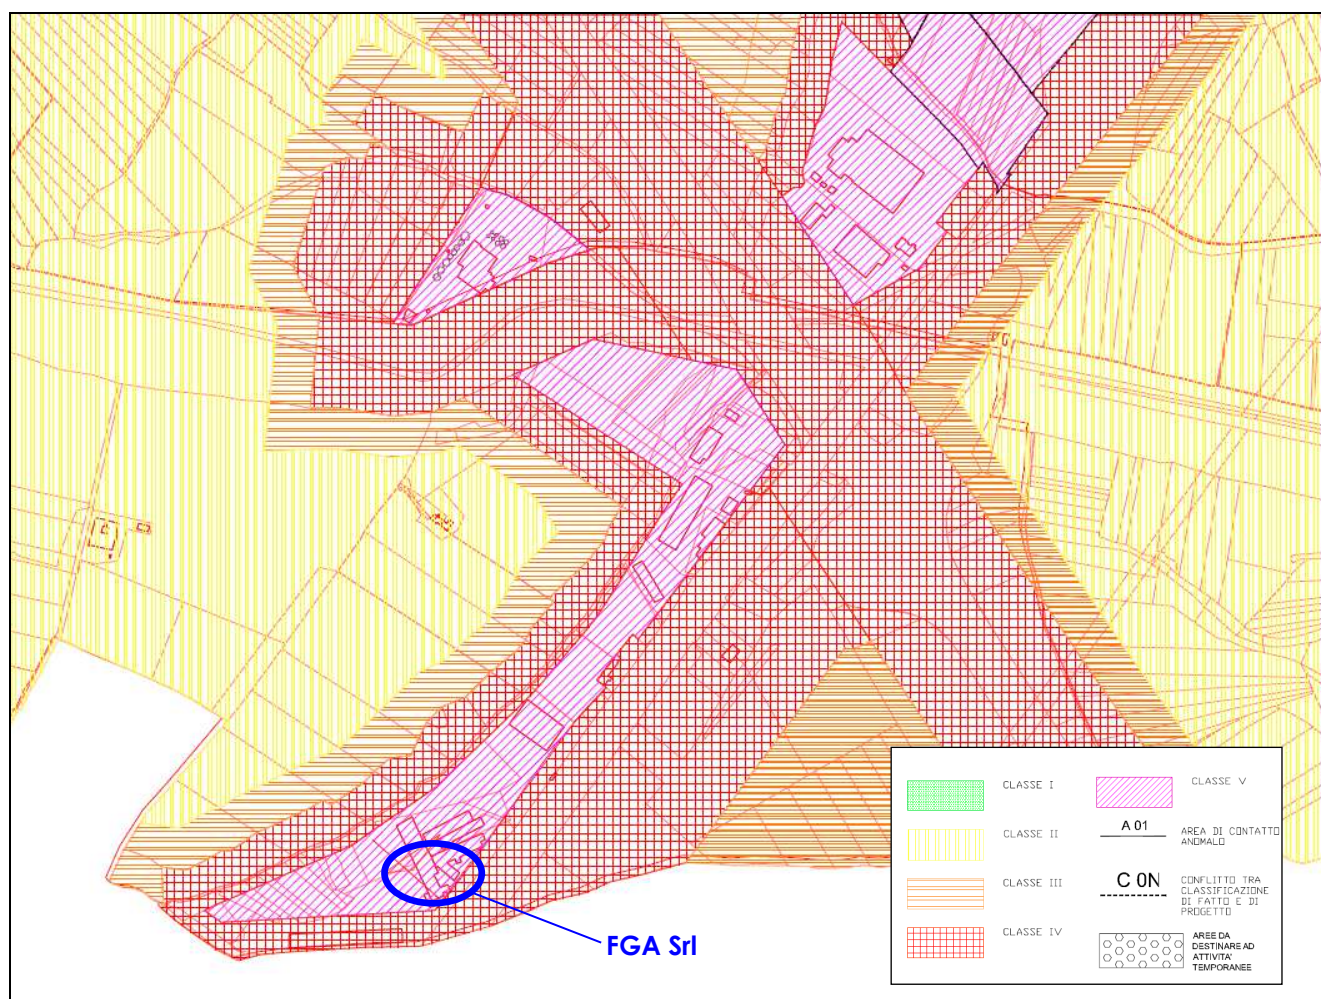 FGA Srl
CLASSE I
CLASSE II
CLASSE III
CLASSE IV
CLASSE V
A 01
AREA DI CONTATTO
ANOMALO
C 0N
CONFLITTO TRA
CLASSIFICAZIONE
DI FATTO E DI
PROGETTO
AREE DA
DESTINARE AD
ATTIVITA'
TEMPORANEE